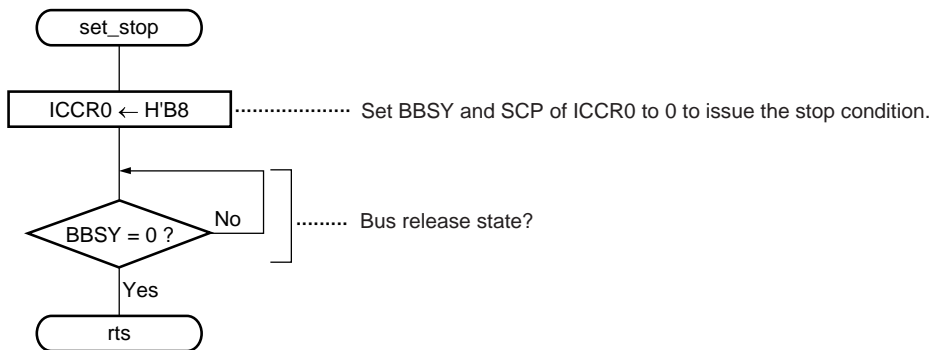 set_stop
ICCR0 ← H'B8
Set BBSY and SCP of ICCR0 to 0 to issue the stop condition.
No
BBSY = 0 ?
Bus release state?
Yes
rts